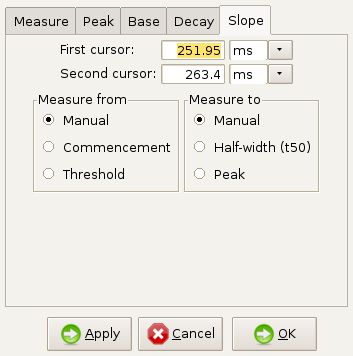 Measure Peak Base Decay Slope
First cursor: 251.95 ms
Second cursor: 263.4 ms
Measure from Measure to
Manual Manual
Commencement Half-width (t50)
Threshold Peak
Apply Cancel OK